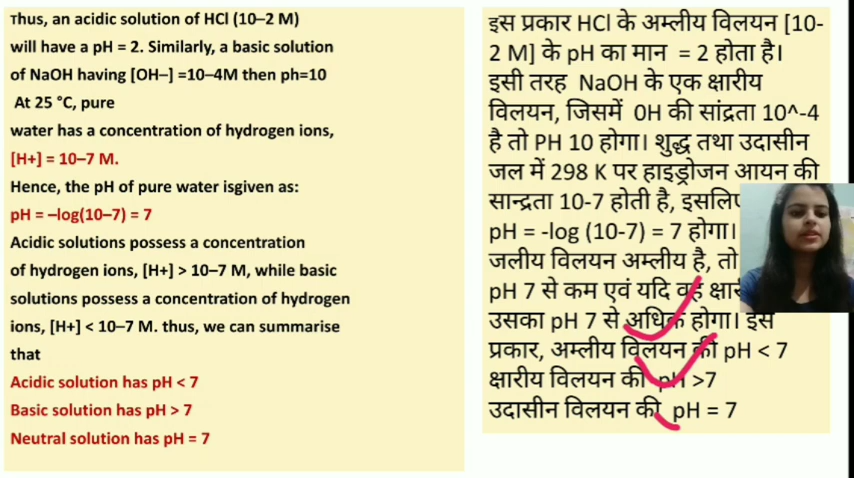 Thus, an acidic solution of HCl (10–2 M)
will have a pH = 2. Similarly, a basic solution
of NaOH having [OH–] =10–4M then ph=10
At 25 °C, pure
water has a concentration of hydrogen ions,
[H+] = 10–7 M.
Hence, the pH of pure water isgiven as:
pH = –log(10–7) = 7
Acidic solutions possess a concentration
of hydrogen ions, [H+] > 10–7 M, while basic
solutions possess a concentration of hydrogen
ions, [H+] < 10–7 M. thus, we can summarise
that
Acidic solution has pH < 7
Basic solution has pH > 7
Neutral solution has pH = 7
इस प्रकार HCl के अम्लीय विलयन [10-
2 M] के pH का मान = 2 होता है।
इसी तरह NaOH के एक क्षारीय
विलयन, जिसमें 0H की सांद्रता 10^-4
है तो PH 10 होगा। शुद्ध तथा उदासीन
जल में 298 K पर हाइड्रोजन आयन की
सान्द्रता 10-7 होती है, इसलिए
pH = -log (10-7) = 7 होगा।
जलीय विलयन अम्लीय है, तो
pH 7 से कम एवं यदि वह
उसका pH 7 से अधिक होगा। इस
प्रकार, अम्लीय विलयन की pH < 7
क्षारीय विलयन की pH >7
उदासीन विलयन की pH = 7